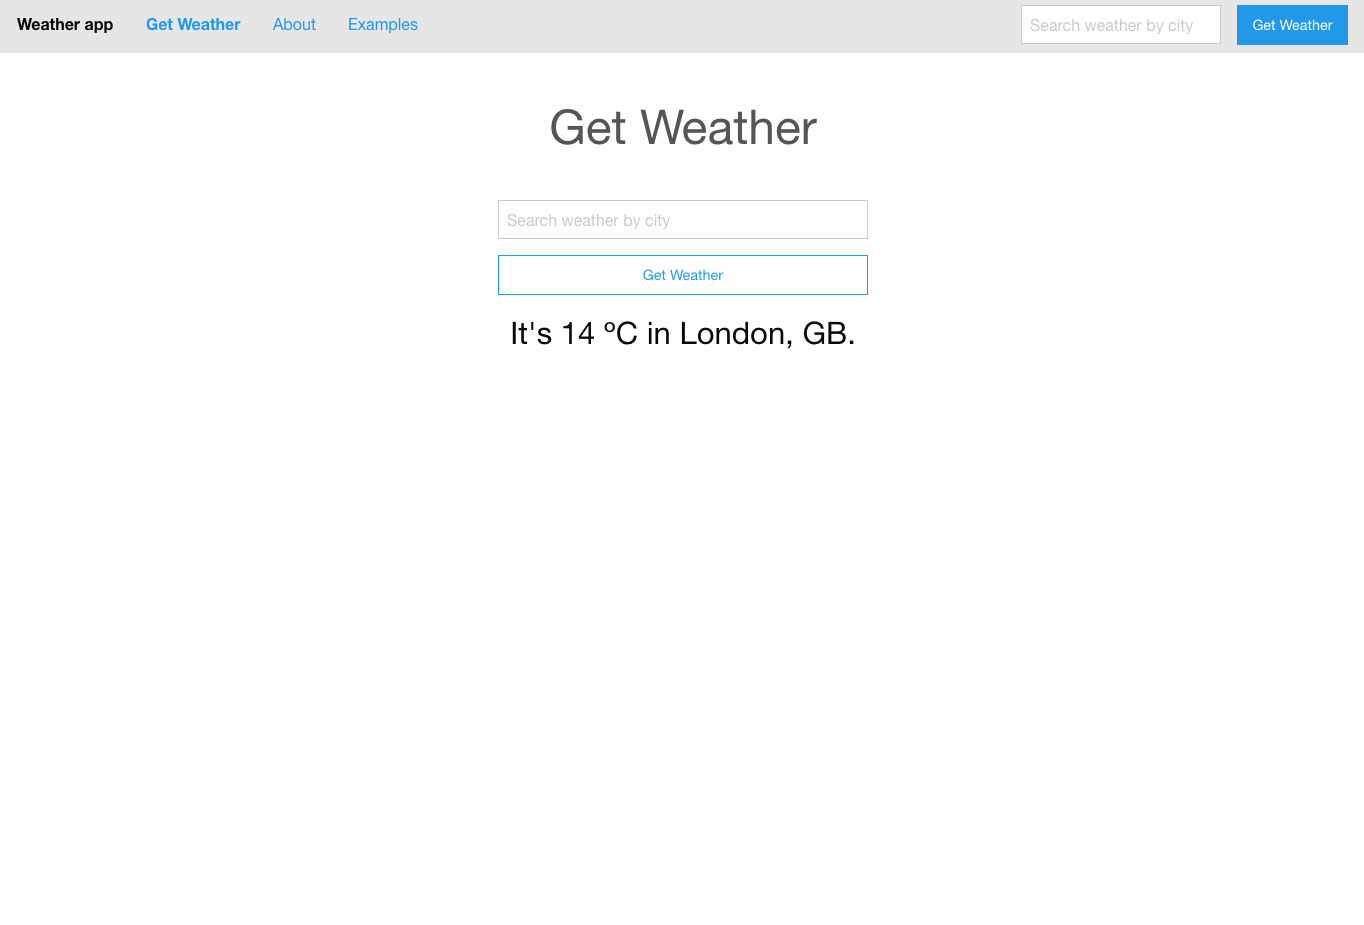 Weather app Get Weather About Examples Search weather by city Get Weather
Get Weather
Search weather by city
Get Weather
It's 14 ºC in London, GB.